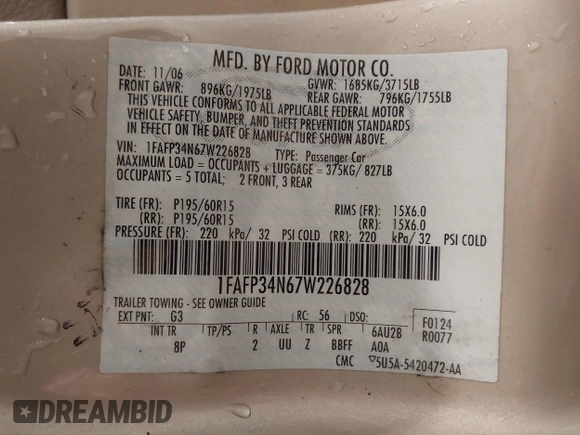 MFD. BY FORD MOTOR CO.
DATE: 11/06 GVWR: 1685KG/3715LB
FRONT GAWR: 896KG/1975LB REAR GAWR: 796KG/1755LB
THIS VEHICLE CONFORMS TO ALL APPLICABLE FEDERAL MOTOR
VEHICLE SAFETY, BUMPER, AND THEFT PREVENTION STANDARDS
IN EFFECT ON THE DATE OF MANUFACTURE SHOWN ABOVE.
VIN: 1FAFP34N67W226828 TYPE: Passenger Car
MAXIMUM LOAD = OCCUPANTS + LUGGAGE = 375KG/ 827LB
OCCUPANTS = 5 TOTAL; 2 FRONT, 3 REAR
TIRE (FR): P195/60R15 RIMS (FR): 15X6.0
(RR): P195/60R15 (RR): 15X6.0
PRESSURE (FR): 220 kPa/ 32 PSI COLD (RR): 220 kPa/ 32 PSI COLD
1FAFP34N67W226828
TRAILER TOWING - SEE OWNER GUIDE
EXT PNT: G3 RC: 56 DSO: F0124
INT TR TP/PS R AXLE TR SPR 6AU2B R0077
8P 2 UU Z BBFF A0A
CMC ▽5U5A-5420472-AA
DREAMBID